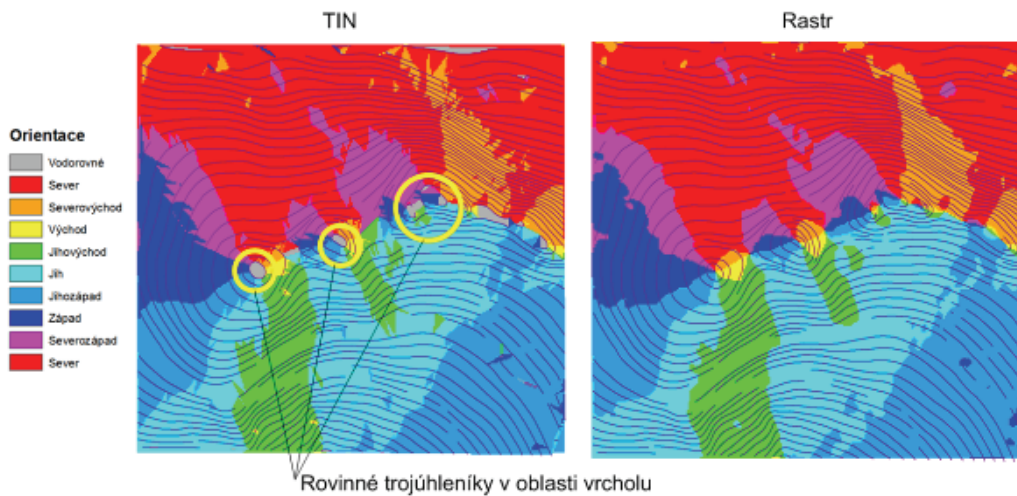 TIN
Rastr
Orientace
Vodorovné
Sever
Severovýchod
Východ
Jihovýchod
Jih
Jihozápad
Západ
Severozápad
Sever
Rovinné trojúhleníky v oblasti vrcholu